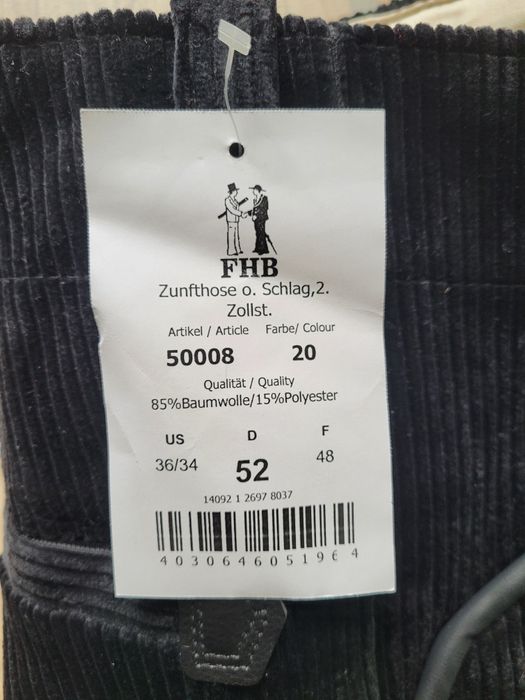 FHB
Zunfthose o. Schlag,2.
Zollst.
Artikel / Article Farbe/ Colour
50008 20
Qualität / Quality
85%Baumwolle/15%Polyester
US D F
36/34 52 48
14092 1 2697 8037
4030646051964